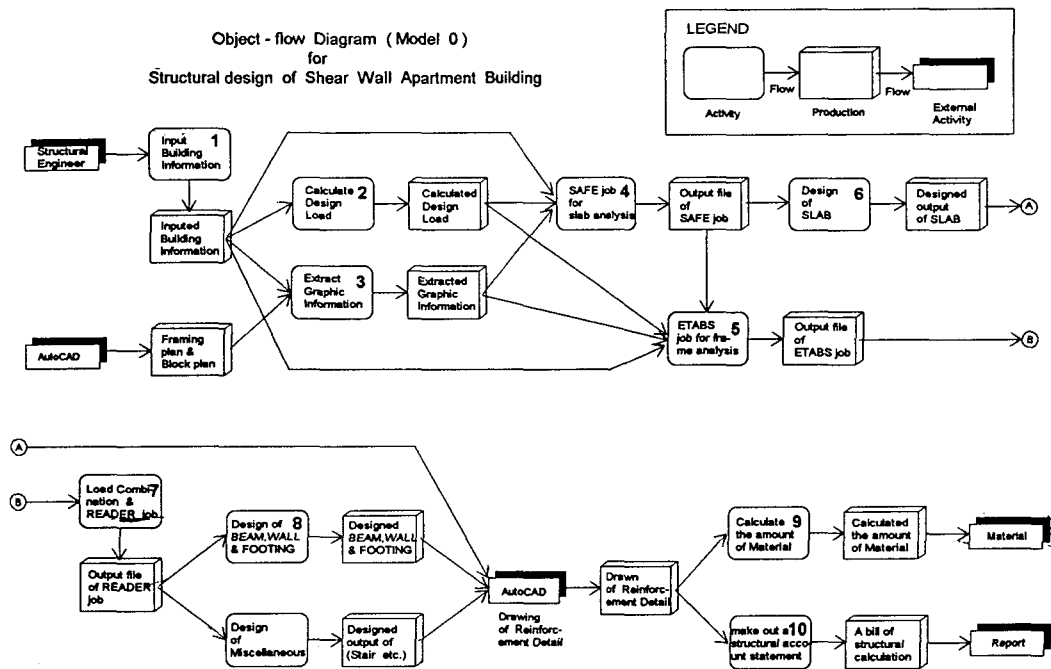 Object - flow Diagram ( Model 0 )
for
Structural design of Shear Wall Apartment Building
LEGEND
Flow
Flow
Activity
Production
External
Activity
Structural
Engineer
Input 1
Building
Information
Inputed
Building
Information
AutoCAD
Framing
plan &
Block plan
Calculate 2
Design
Load
Calculated
Design
Load
Extract 3
Graphic
Information
Extracted
Graphic
Information
SAFE job 4
for
slab analysis
Output file
of
SAFE job
Design 6
of
SLAB
Designed
output
of SLAB
A
ETABS 5
job for fra-
me analysis
Output file
of
ETABS job
B
A
B
Load Combi- 7
nation &
READER job
Output file
of READER
job
Design of 8
BEAM,WALL
& FOOTING
Designed
BEAM,WALL
& FOOTING
Design
of
Miscellaneous
Designed
output of
(Stair etc.)
AutoCAD
Drawing
of Reinforc-
ement Detail
Drawn
of Reinforc-
ement Detail
Calculate 9
the amount
of Material
Calculated
the amount
of Material
Material
make out a 10
structural acco
unt statement
A bill of
structural
calculation
Report